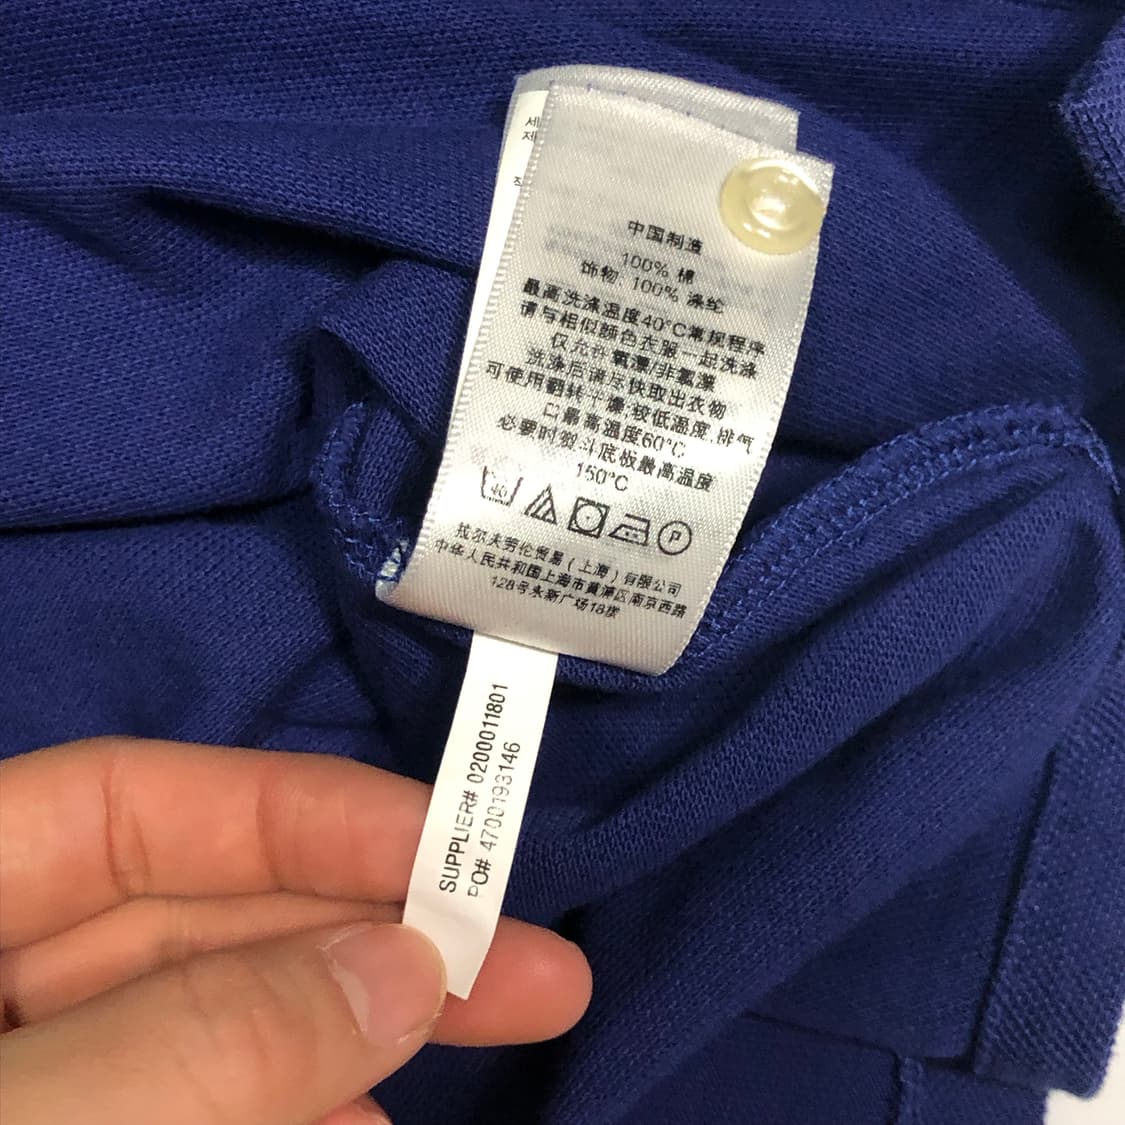 세
제
중国制造
100% 棉
饰物 100% 涤纶
最高洗涤温度40°C常规程序
请与相似颜色衣服一起洗涤
仅允许氧漂/非氯漂
洗涤后请尽快取出衣物
可使用翻转干燥,较低温度,排气
口最高温度60°C
必要时熨斗底板最高温度
150°C
40
P
拉尔夫劳伦贸易(上海)有限公司
中华人民共和国上海市黄浦区南京西路
128号永新广场18楼
SUPPLIER# 0200011801
PO# 4700193146